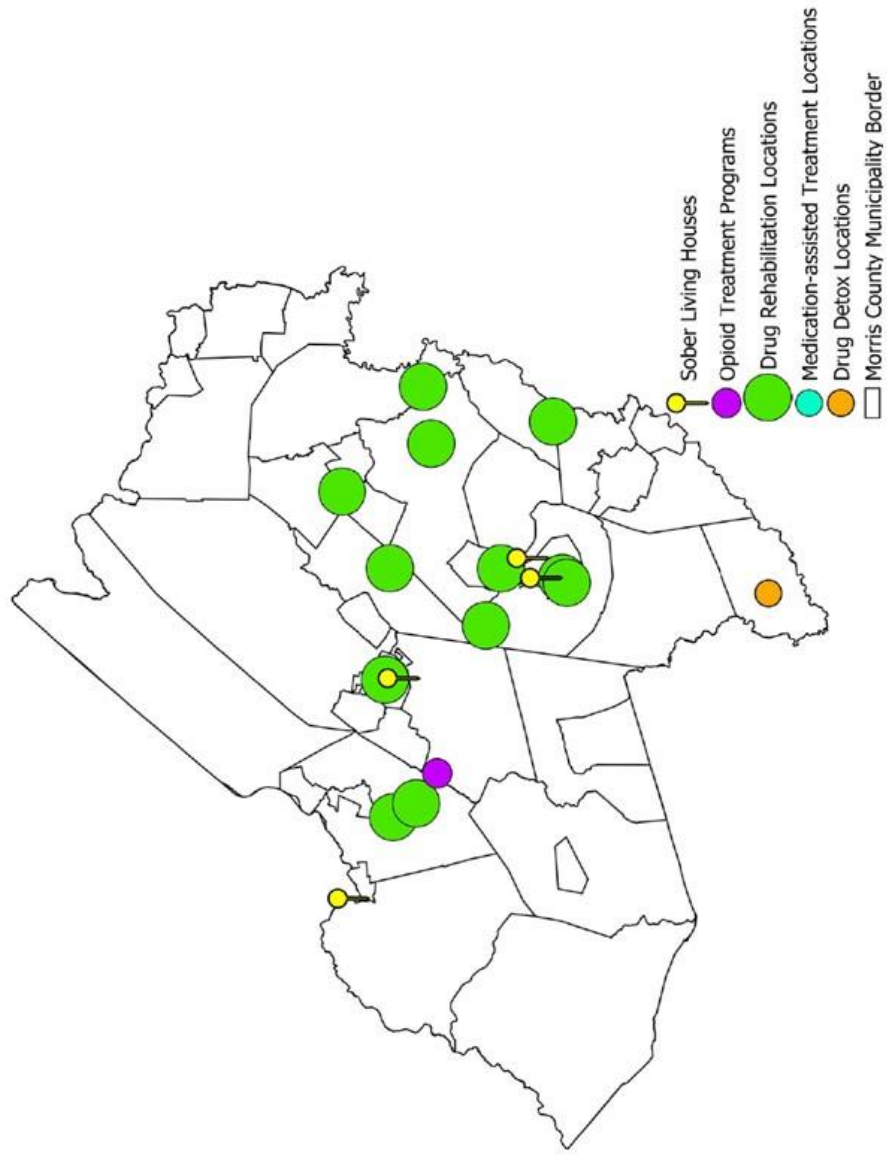 Sober Living Houses
Opioid Treatment Programs
Drug Rehabilitation Locations
Medication-assisted Treatment Locations
Drug Detox Locations
Morris County Municipality Border